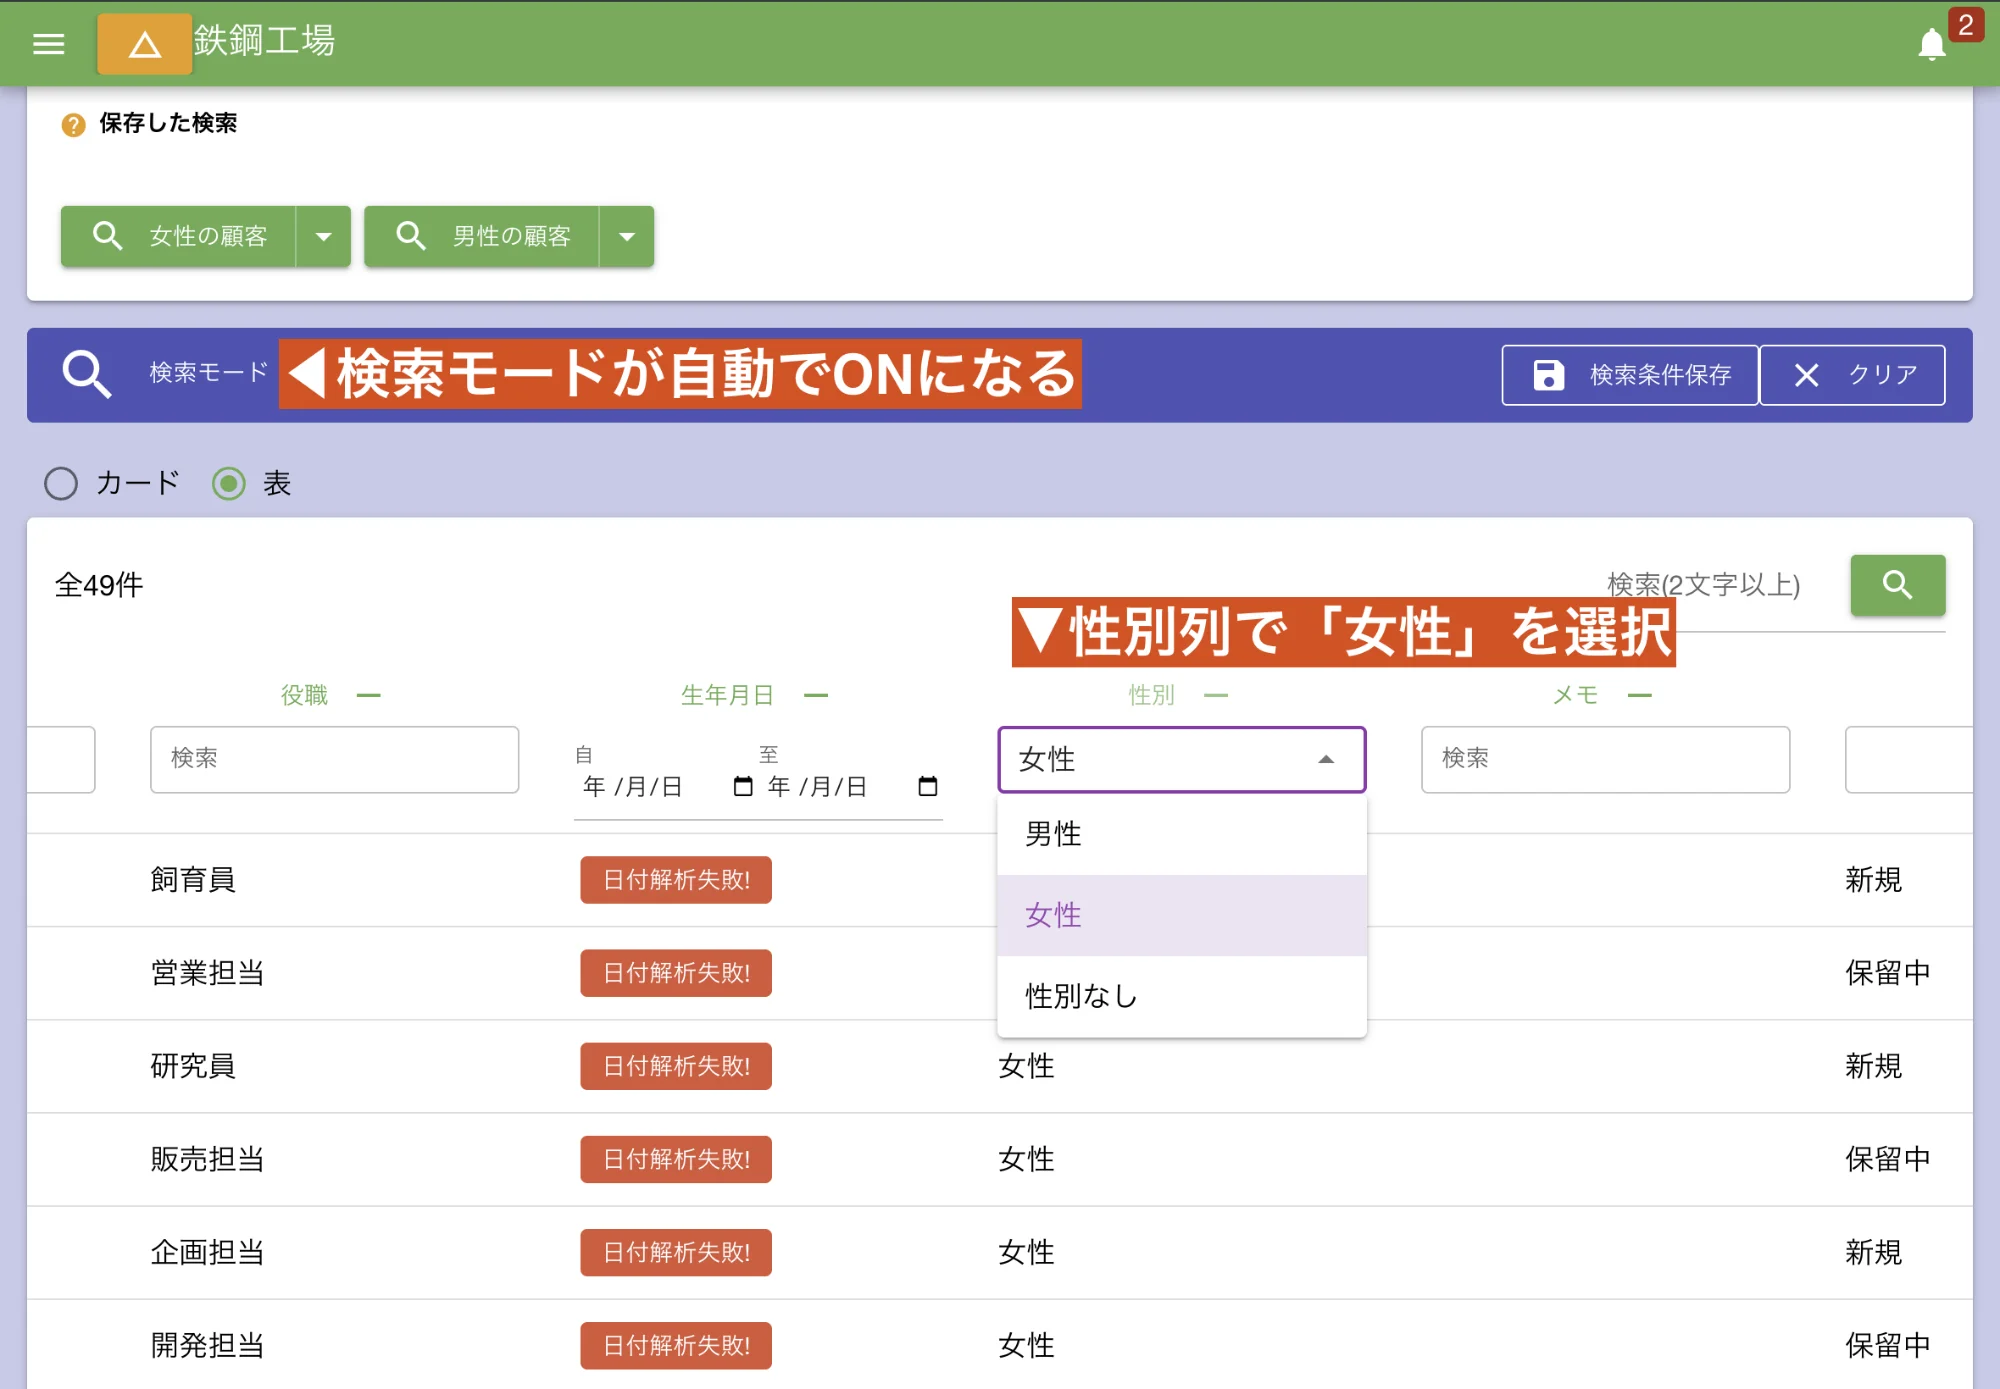 鉄鋼工場
2
保存した検索
女性の顧客
男性の顧客
検索モード
◀検索モードが自動でONになる
検索条件保存
クリア
カード
表
全49件
検索(2文字以上)
▼性別列で「女性」を選択
役職
生年月日
性別
メモ
検索
自
年 /月/日
至
年 /月/日
女性
検索
男性
女性
性別なし
飼育員
日付解析失敗!
新規
営業担当
日付解析失敗!
保留中
研究員
日付解析失敗!
女性
新規
販売担当
日付解析失敗!
女性
保留中
企画担当
日付解析失敗!
女性
新規
開発担当
日付解析失敗!
女性
保留中